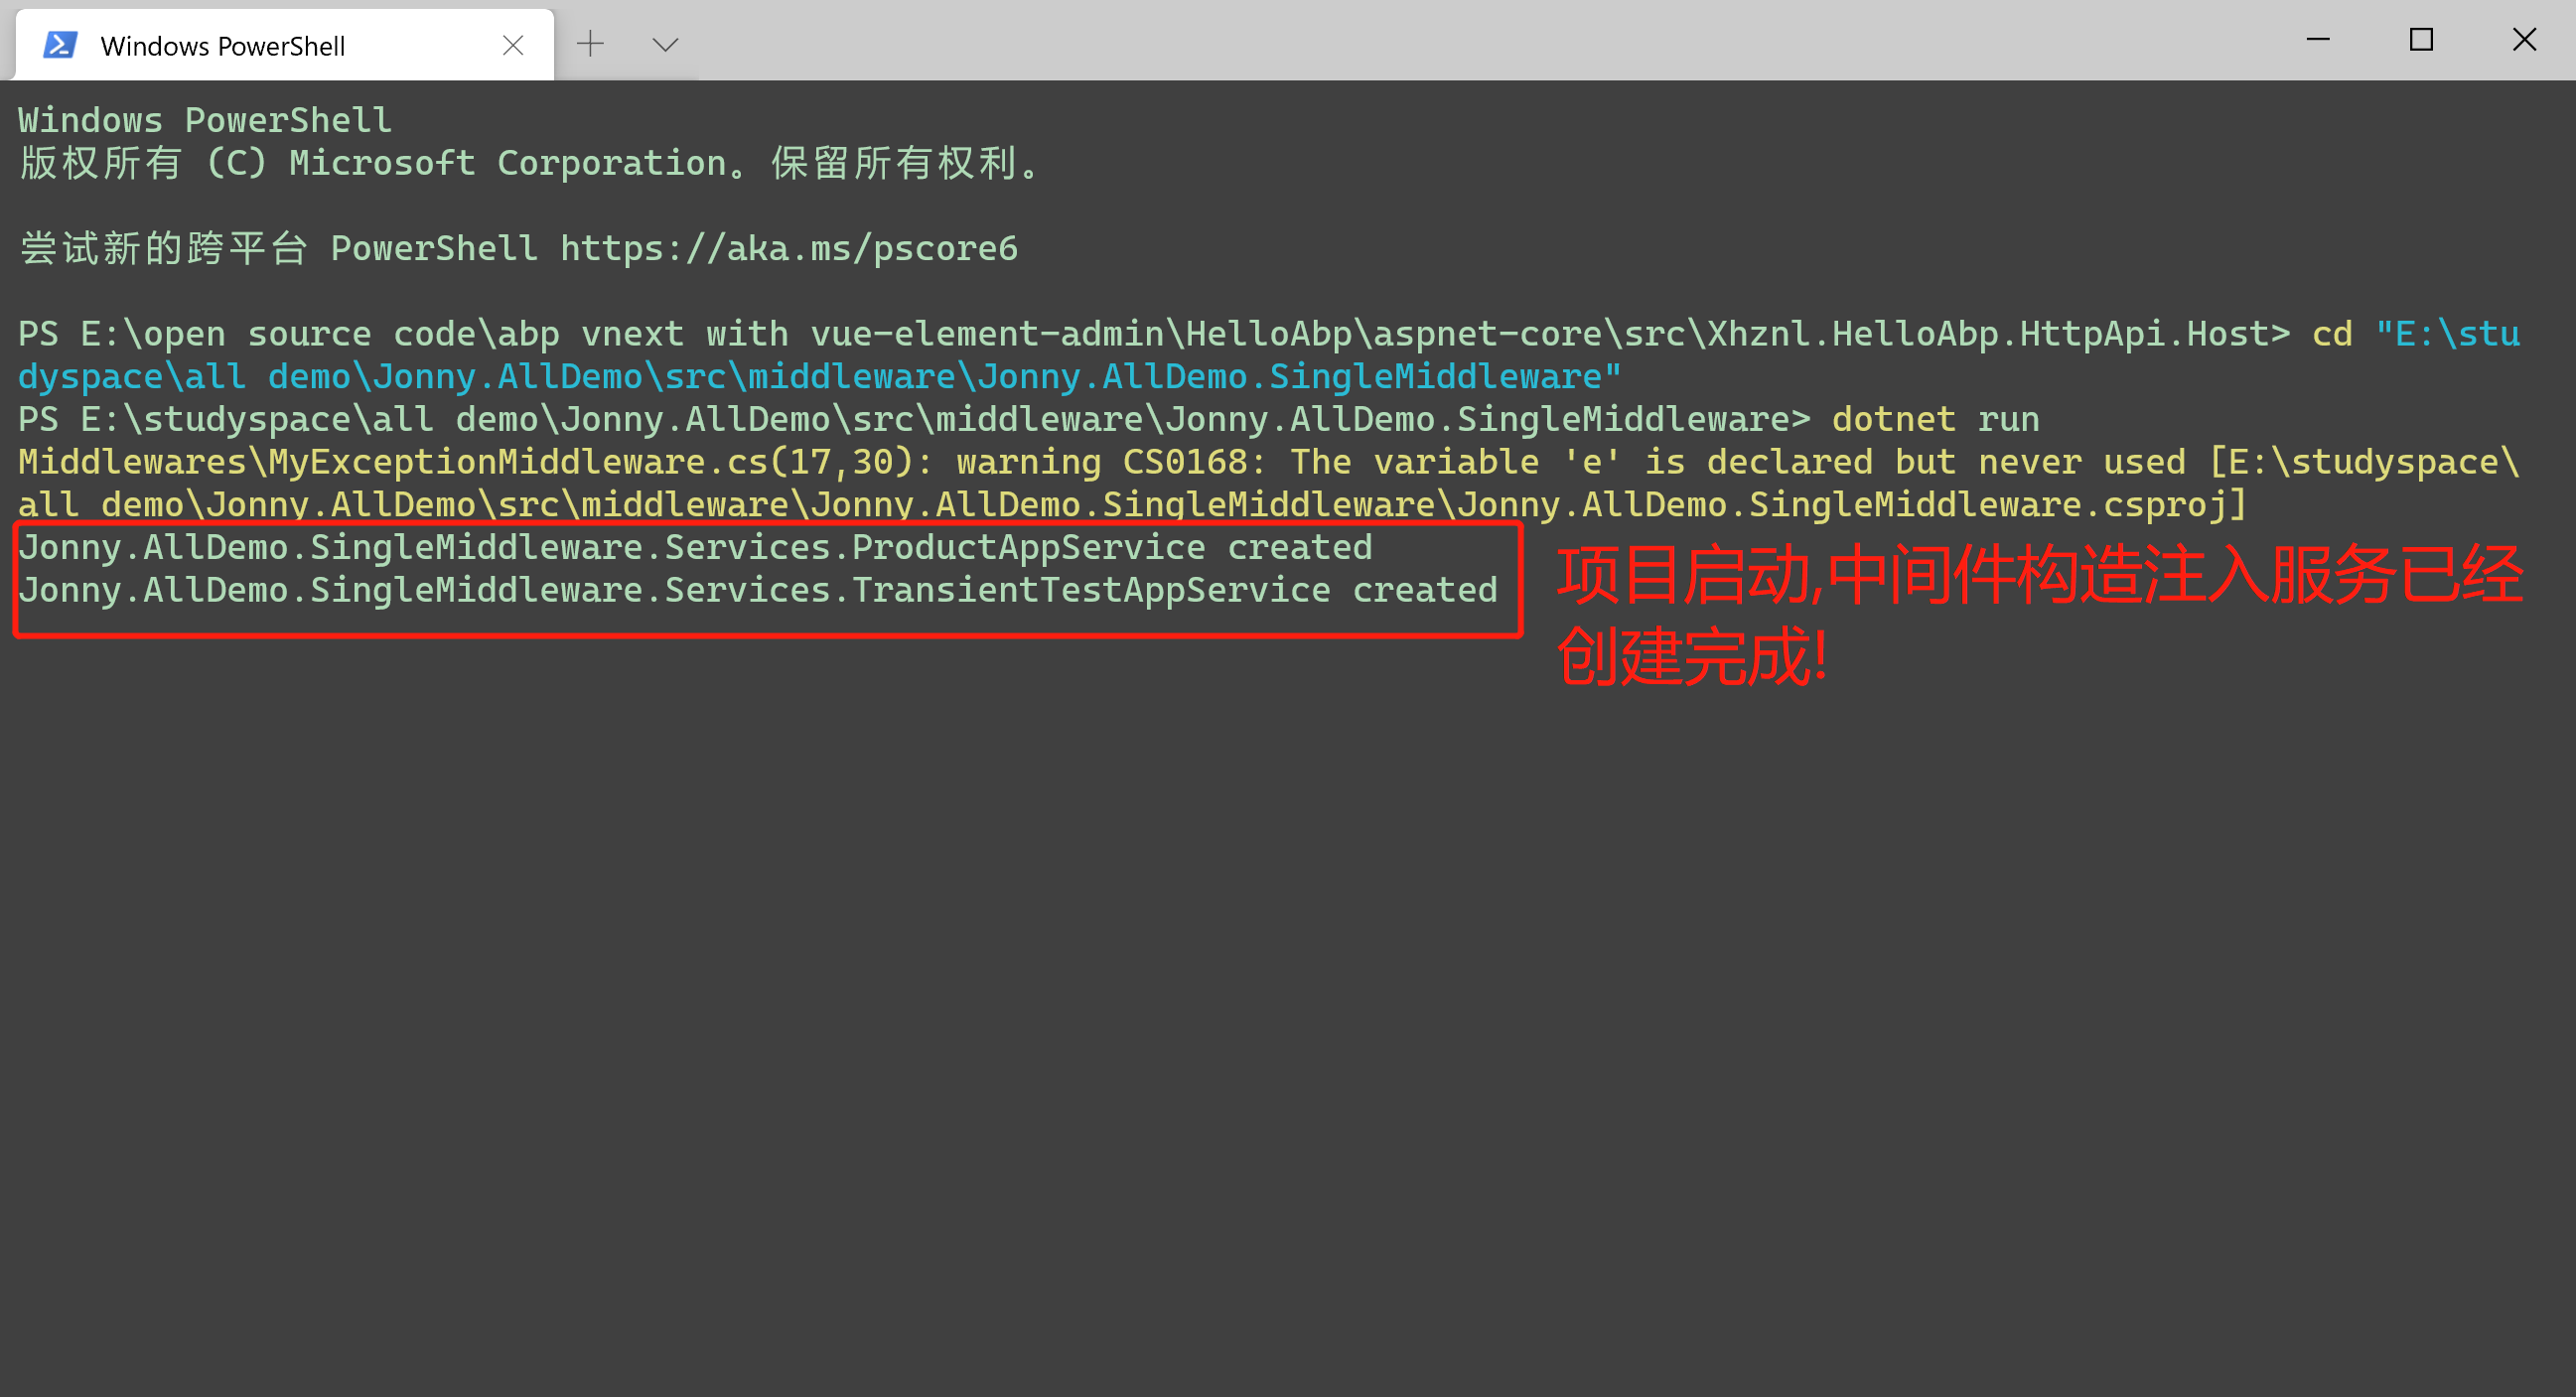 Windows PowerShell
Windows PowerShell
版权所有 (C) Microsoft Corporation。保留所有权利。
尝试新的跨平台 PowerShell https://aka.ms/pscore6
PS E:\open source code\abp vnext with vue-element-admin\HelloAbp\aspnet-core\src\Xhznl.HelloAbp.HttpApi.Host> cd "E:\stu
dyspace\all demo\Jonny.AllDemo\src\middleware\Jonny.AllDemo.SingleMiddleware"
PS E:\studyspace\all demo\Jonny.AllDemo\src\middleware\Jonny.AllDemo.SingleMiddleware> dotnet run
Middlewares\MyExceptionMiddleware.cs(17,30): warning CS0168: The variable 'e' is declared but never used [E:\studyspace\
all demo\Jonny.AllDemo\src\middleware\Jonny.AllDemo.SingleMiddleware\Jonny.AllDemo.SingleMiddleware.csproj]
Jonny.AllDemo.SingleMiddleware.Services.ProductAppService created
Jonny.AllDemo.SingleMiddleware.Services.TransientTestAppService created
项目启动,中间件构造注入服务已经
创建完成!